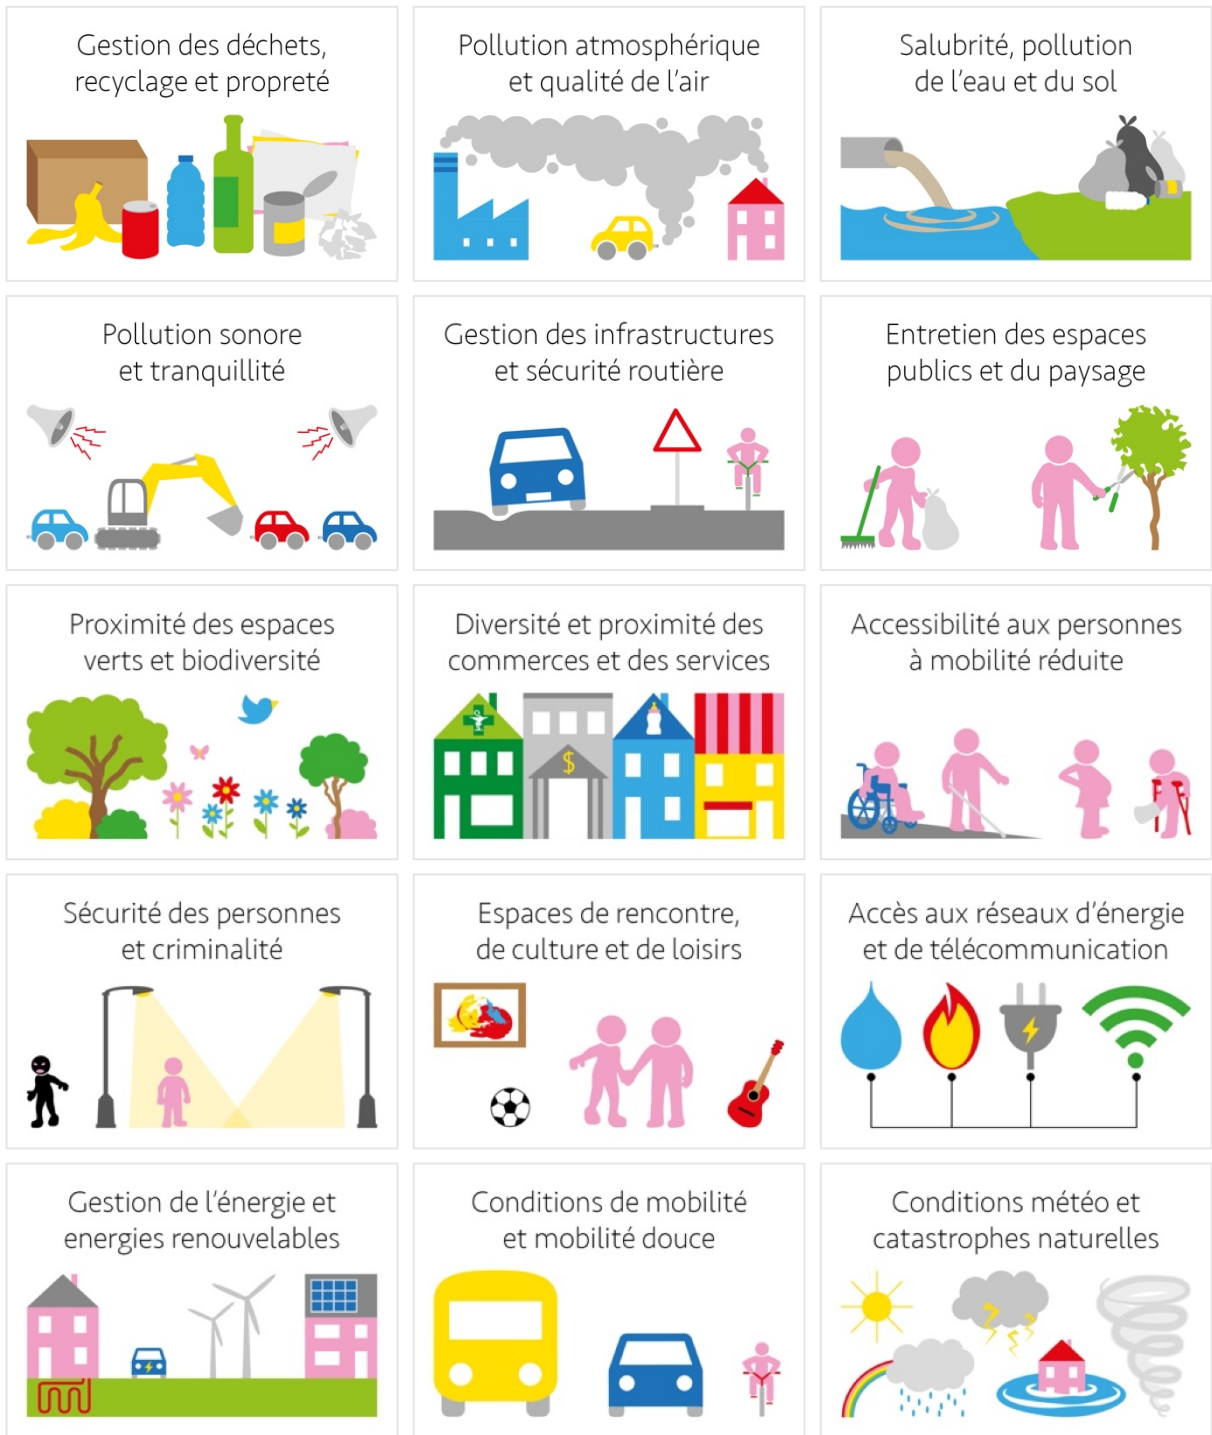 Gestion des déchets,
recyclage et propreté
Pollution atmosphérique
et qualité de l'air
Salubrité, pollution
de l'eau et du sol
Pollution sonore
et tranquillité
Gestion des infrastructures
et sécurité routière
Entretien des espaces
publics et du paysage
Proximité des espaces
verts et biodiversité
Diversité et proximité des
commerces et des services
$
Accessibilité aux personnes
à mobilité réduite
Sécurité des personnes
et criminalité
Espaces de rencontre,
de culture et de loisirs
Accès aux réseaux d'énergie
et de télécommunication
Gestion de l'énergie et
energies renouvelables
Conditions de mobilité
et mobilité douce
Conditions météo et
catastrophes naturelles